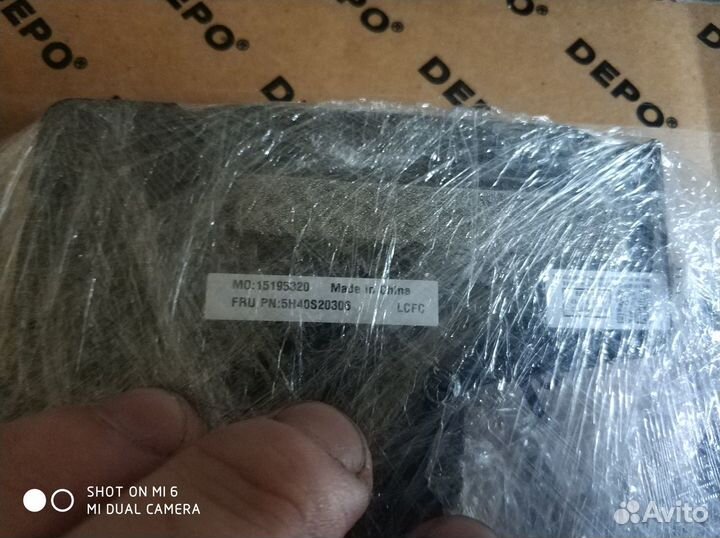 DEPO®
DEPO®
DEPO®
DEPO®
MO:15195320 Made in China
FRU PN:5H40S20306 LCFC
SHOT ON MI 6
MI DUAL CAMERA
Avito